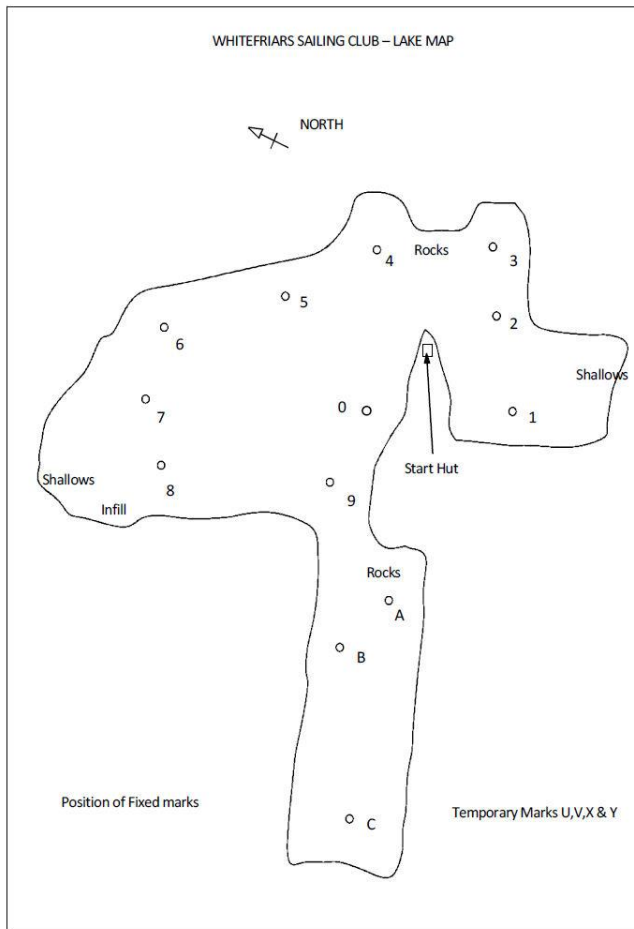 WHITEFRIARS SAILING CLUB – LAKE MAP
NORTH
4
Rocks
3
5
2
6
Shallows
7
0
1
Start Hut
Shallows
8
9
Infill
Rocks
A
B
Position of Fixed marks
C
Temporary Marks U,V,X & Y